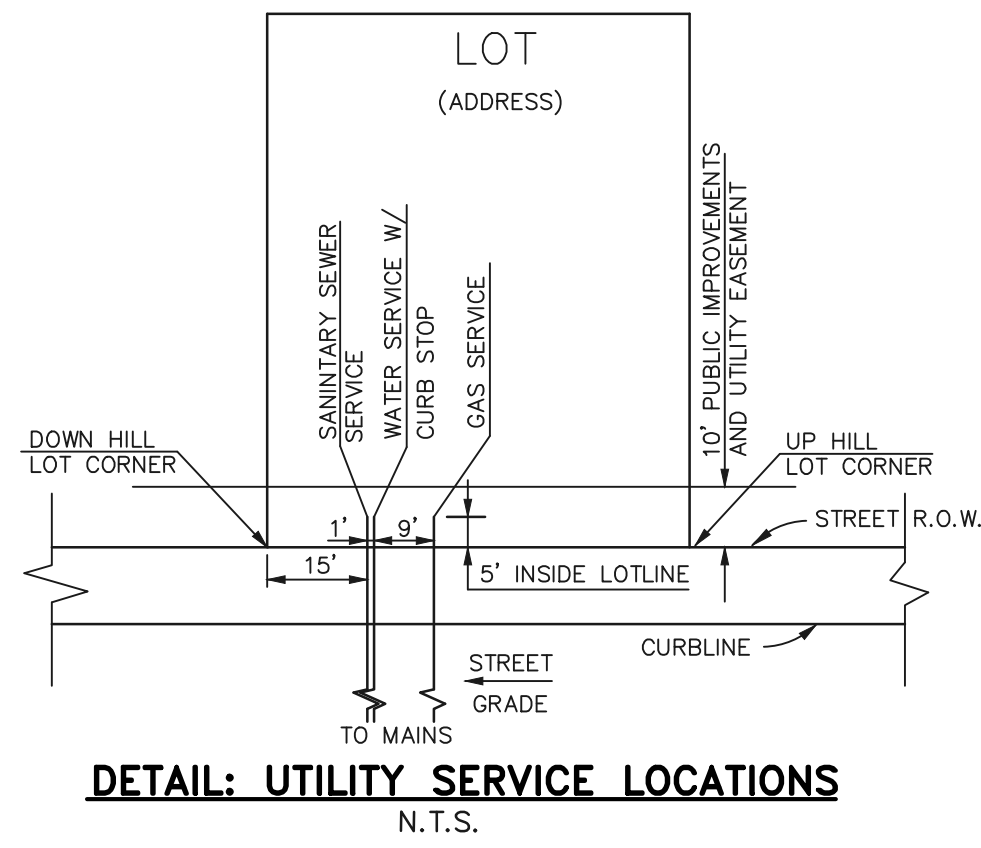 LOT
(ADDRESS)
SANINTARY SEWER
SERVICE
WATER SERVICE W/
CURB STOP
GAS SERVICE
10' PUBLIC IMPROVEMENTS
AND UTILITY EASEMENT
DOWN HILL
LOT CORNER
UP HILL
LOT CORNER
1'
9'
STREET R.O.W.
15'
5' INSIDE LOTLINE
CURBLINE
STREET
GRADE
TO MAINS
DETAIL: UTILITY SERVICE LOCATIONS
N.T.S.